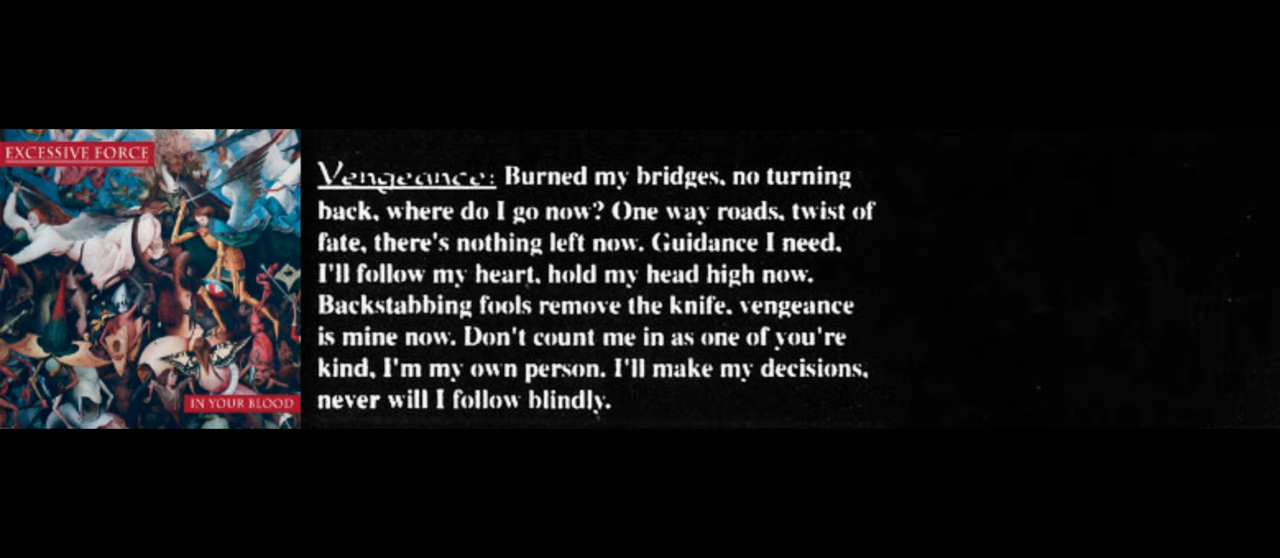 EXCESSIVE FORCE
IN YOUR BLOOD
Vengeance: Burned my bridges, no turning
back, where do I go now? One way roads, twist of
fate, there's nothing left now. Guidance I need,
I'll follow my heart, hold my head high now.
Backstabbing fools remove the knife, vengeance
is mine now. Don't count me in as one of you're
kind, I'm my own person. I'll make my decisions,
never will I follow blindly.